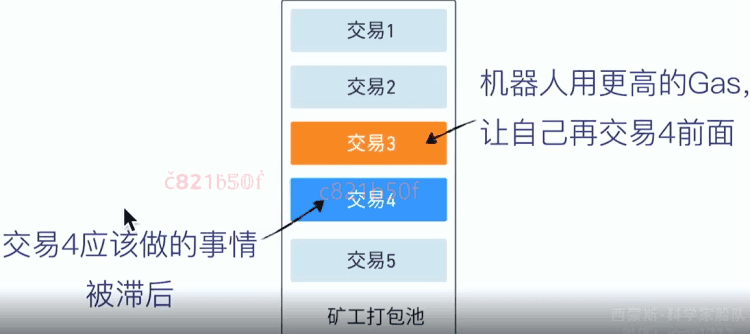 交易1
交易2
机器人用更高的Gas,
让自己再交易4前面
交易3
c821b50f
c821b50f
交易4
交易4应该做的事情
被滞后
交易5
矿工打包池